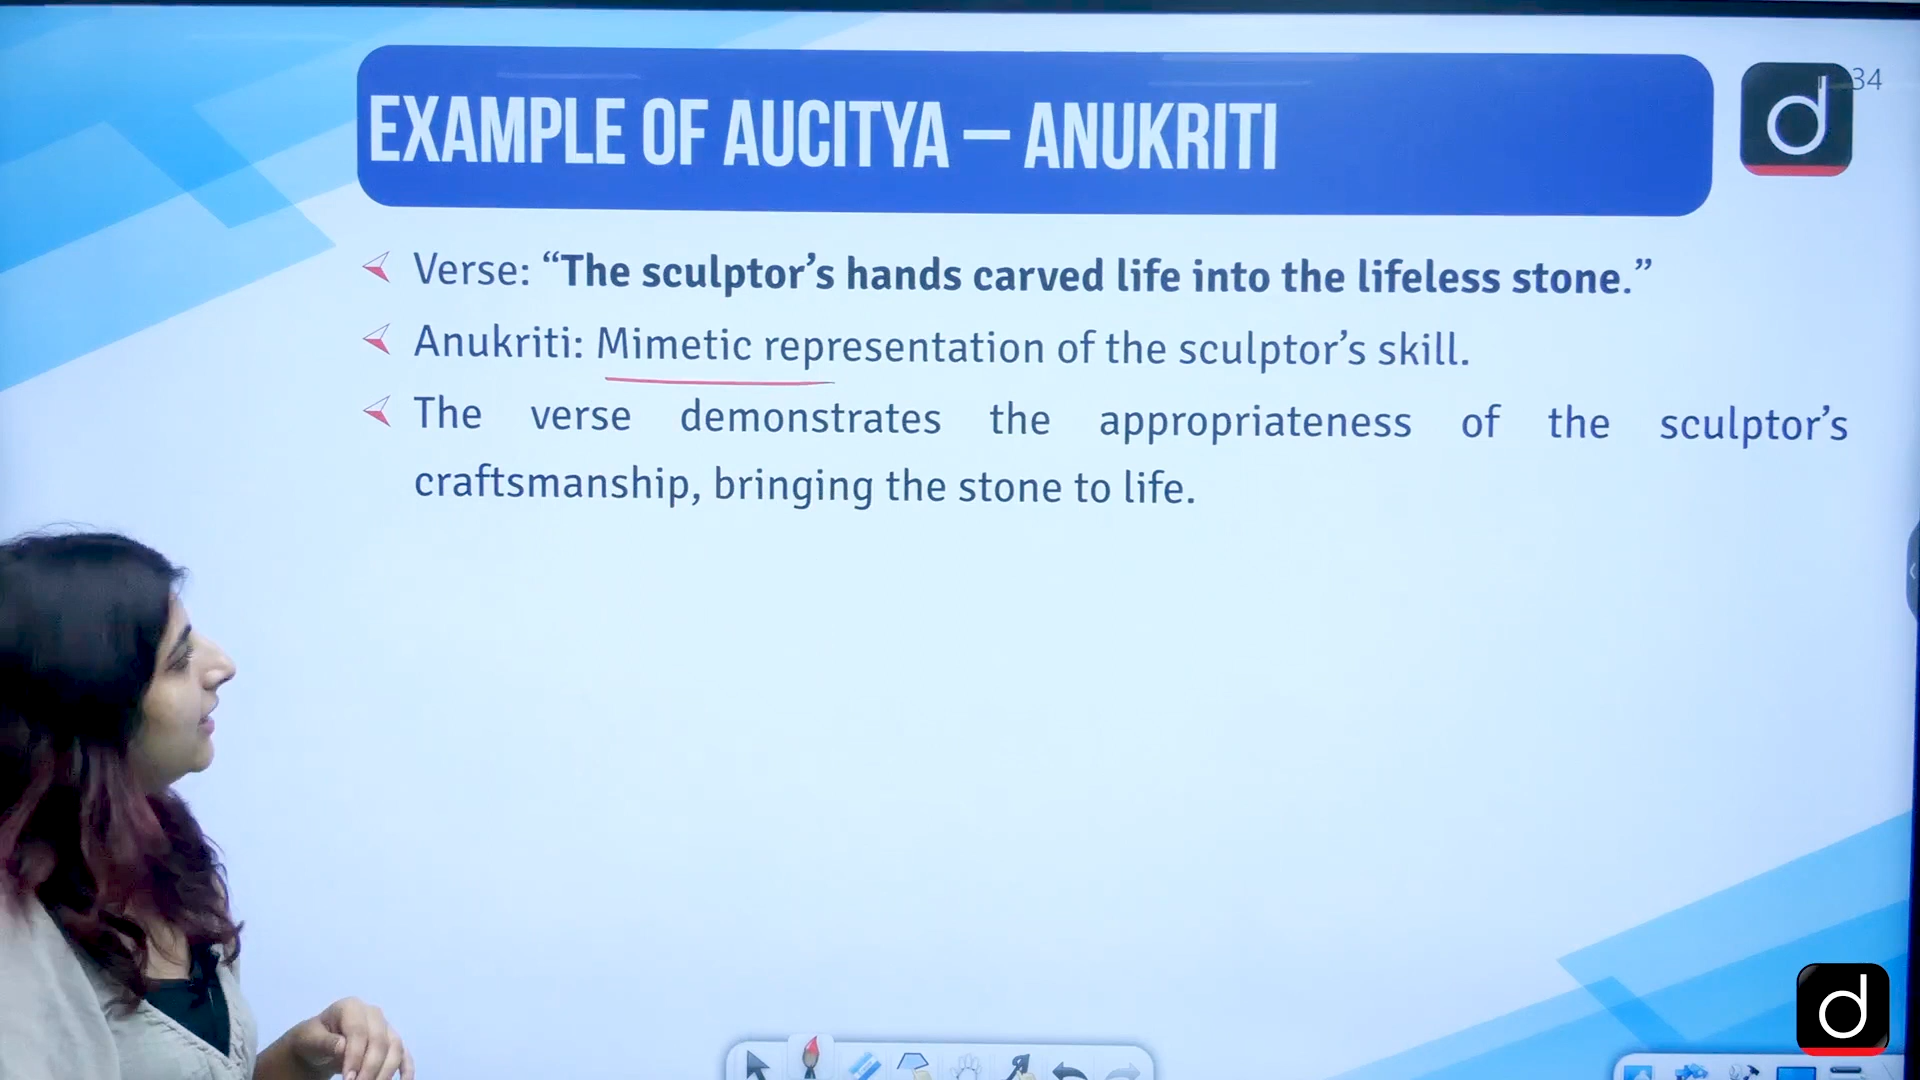 EXAMPLE OF AUCITYA – ANUKRITI
34
Verse: “The sculptor’s hands carved life into the lifeless stone.”
Anukriti: Mimetic representation of the sculptor’s skill.
The verse demonstrates the appropriateness of the sculptor’s
craftsmanship, bringing the stone to life.
d
d